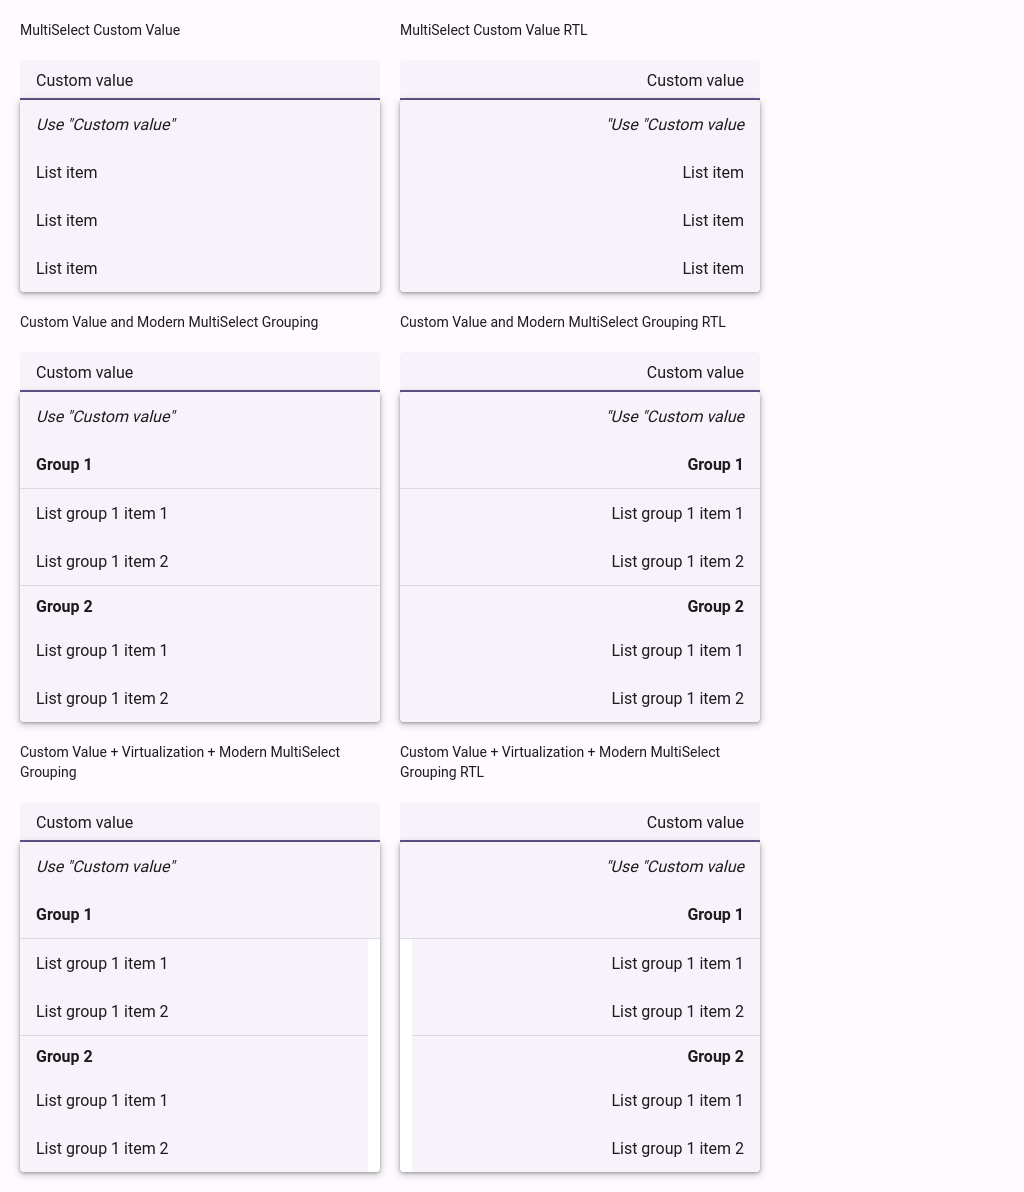 MultiSelect Custom Value
Custom value
Use "Custom value"
List item
List item
List item
MultiSelect Custom Value RTL
Custom value
"Use "Custom value
List item
List item
List item
Custom Value and Modern MultiSelect Grouping
Custom value
Use "Custom value"
Group 1
List group 1 item 1
List group 1 item 2
Group 2
List group 1 item 1
List group 1 item 2
Custom Value and Modern MultiSelect Grouping RTL
Custom value
"Use "Custom value
Group 1
List group 1 item 1
List group 1 item 2
Group 2
List group 1 item 1
List group 1 item 2
Custom Value + Virtualization + Modern MultiSelect
Grouping
Custom value
Use "Custom value"
Group 1
List group 1 item 1
List group 1 item 2
Group 2
List group 1 item 1
List group 1 item 2
Custom Value + Virtualization + Modern MultiSelect
Grouping RTL
Custom value
"Use "Custom value
Group 1
List group 1 item 1
List group 1 item 2
Group 2
List group 1 item 1
List group 1 item 2